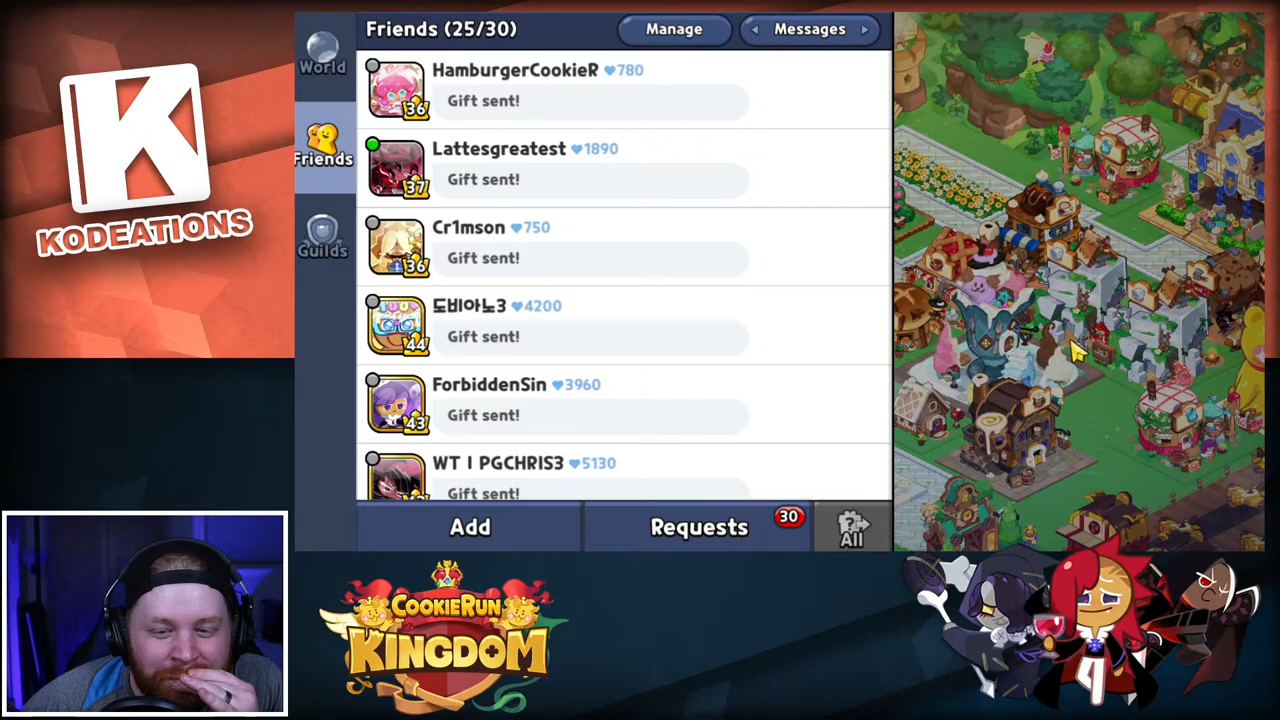 KODEATIONS
World
Friends
Guilds
Friends (25/30)
Manage
Messages
HamburgerCookieR 780
36
Gift sent!
Lattesgreatest 1890
37
Gift sent!
Cr1mson 750
36
Gift sent!
도비아노3 4200
44
Gift sent!
ForbiddenSin 3960
43
Gift sent!
WT I PGCHRIS3 5130
Gift sent!
Add
Requests
30
All
COOKIERUN
KINGDOM